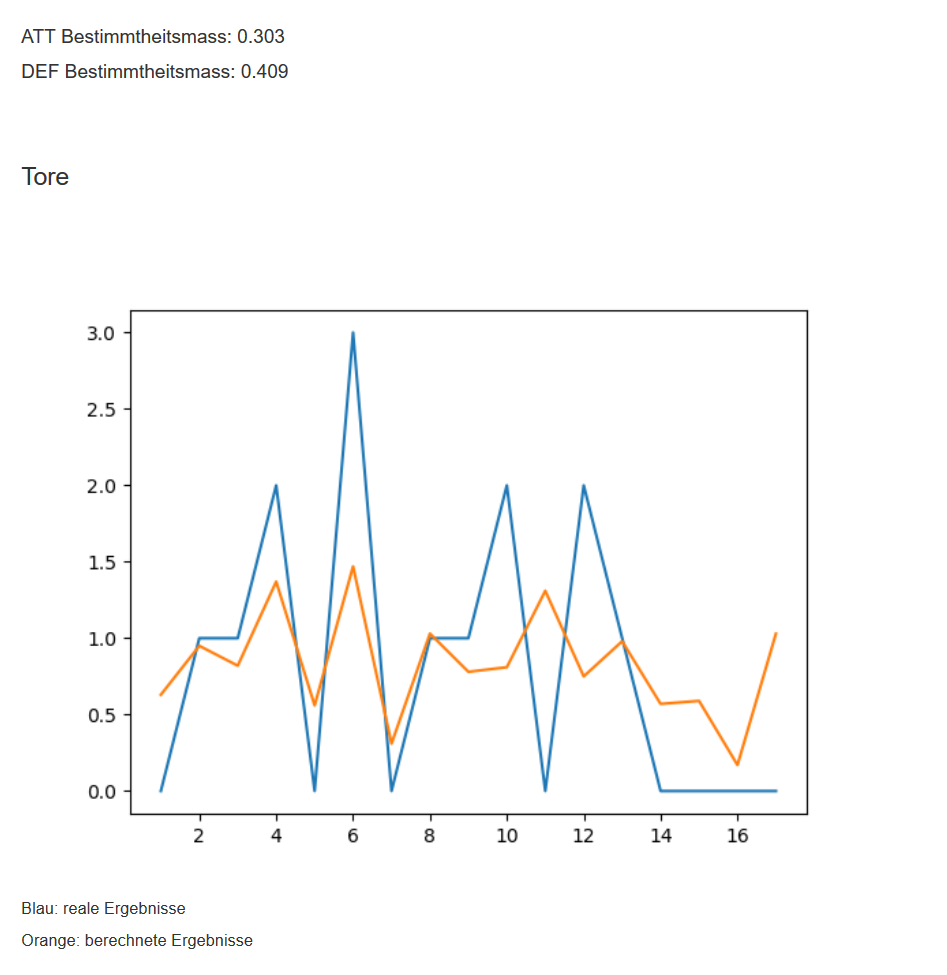 ATT Bestimmtheitsmass: 0.303
DEF Bestimmtheitsmass: 0.409
Tore
3.0
2.5
2.0
1.5
1.0
0.5
0.0
2 4 6 8 10 12 14 16
Blau: reale Ergebnisse
Orange: berechnete Ergebnisse